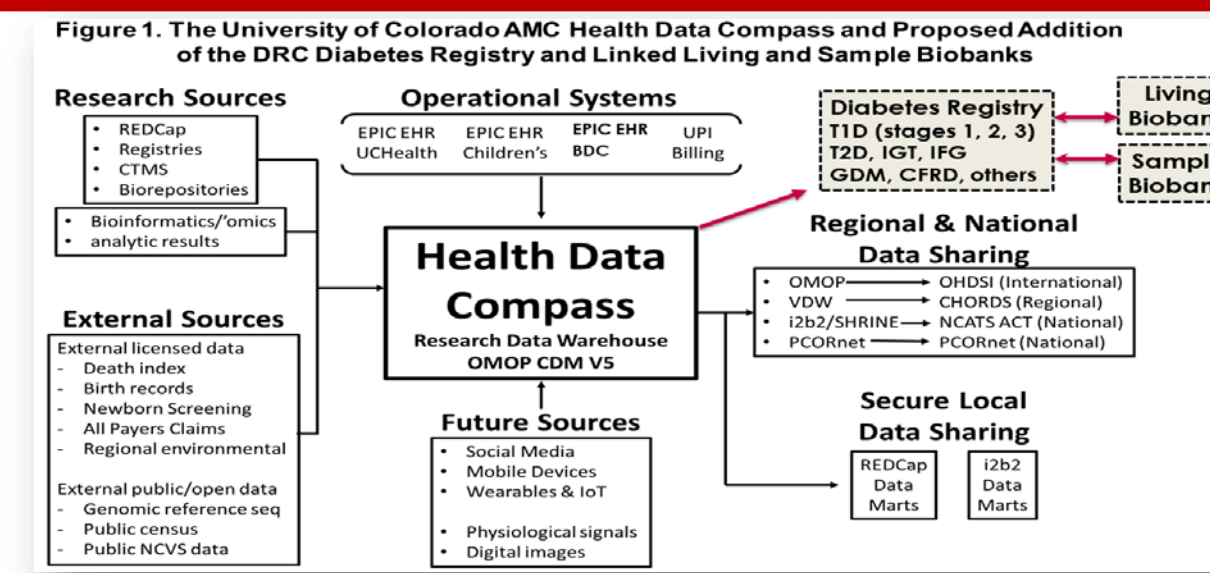 Figure 1. The University of Colorado AMC Health Data Compass and Proposed Addition
of the DRC Diabetes Registry and Linked Living and Sample Biobanks
Research Sources
• REDCap
• Registries
• CTMS
• Biorepositories
• Bioinformatics/'omics
• analytic results
External Sources
External licensed data
- Death index
- Birth records
- Newborn Screening
- All Payers Claims
- Regional environmental
External public/open data
- Genomic reference seq
- Public census
- Public NCVS data
Operational Systems
EPIC EHR
UCHealth
EPIC EHR
Children's
EPIC EHR
BDC
UPI
Billing
Health Data
Compass
Research Data Warehouse
OMOP CDM V5
Future Sources
• Social Media
• Mobile Devices
• Wearables & IoT
• Physiological signals
• Digital images
Diabetes Registry
T1D (stages 1, 2, 3)
T2D, IGT, IFG
GDM, CFRD, others
Living
Regional & National
Data Sharing
• OMOP OHDSI (International)
• VDW CHORDS (Regional)
• i2b2/SHRINE NCATS ACT (National)
• PCORnet PCORnet (National)
Secure Local
Data Sharing
REDCap
Data
Marts
i2b2
Data
Marts